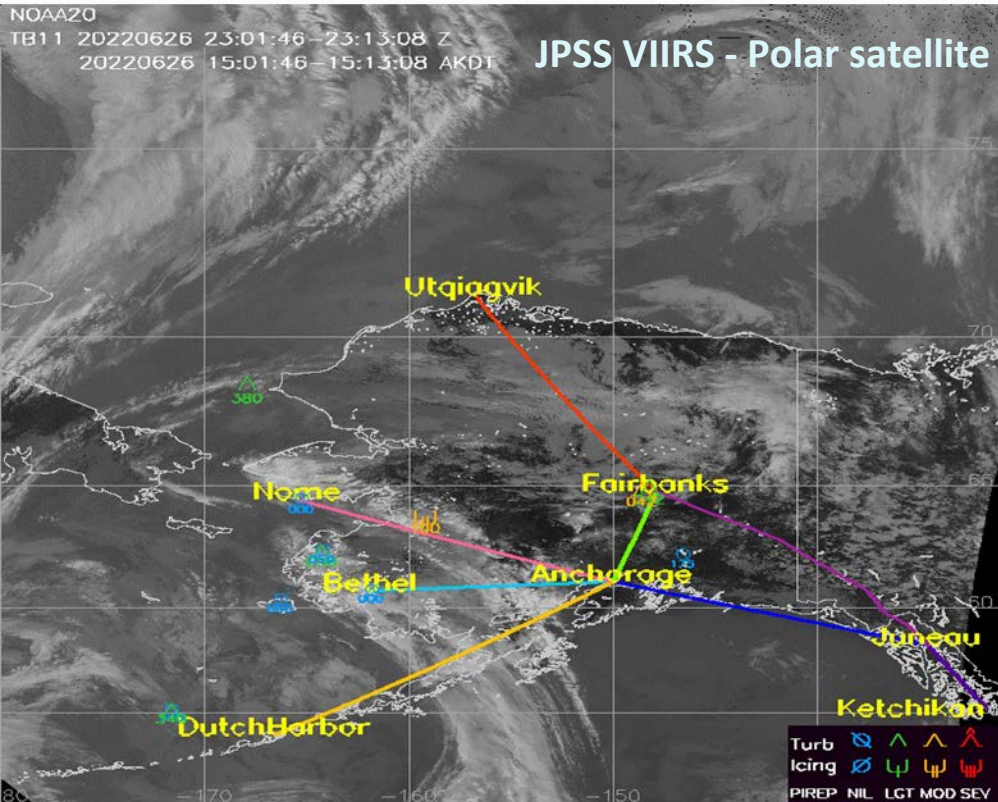 NOAA20
TB11 20220626 23:01:46-23:13:08 Z
20220626 15:01:46-15:13:08 AKDT
JPSS VIIRS - Polar satellite
75
Utqiagvik
70
380
Fairbanks
Nome
000
Anchorage
Bethel
60
Juneau
Ketchikan
DutchHarbor
340
Turb
Icing
PIREP NIL LGT MOD SEV
-170 -160 -150